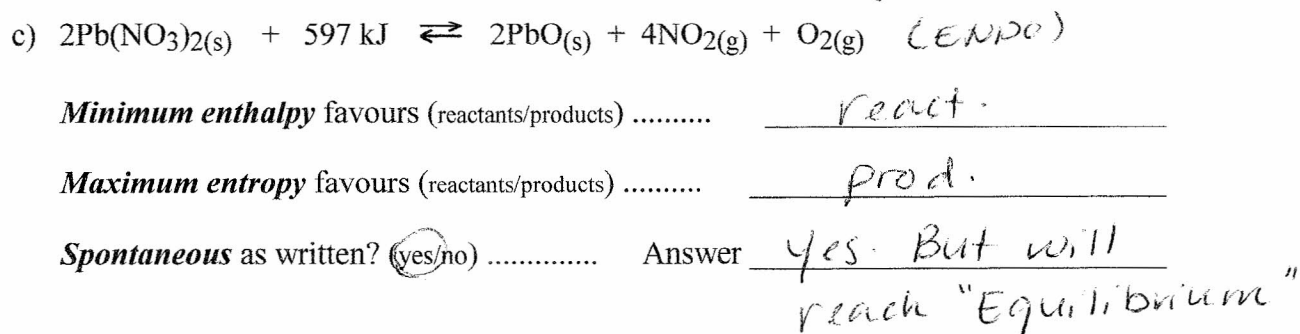 c) 2Pb(NO3)2(s) + 597 kJ ⇄ 2PbO(s) + 4NO2(g) + O2(g) (ENDO)
Minimum enthalpy favours (reactants/products) .......... react.
Maximum entropy favours (reactants/products) .......... prod.
Spontaneous as written? (yes/no) .............. Answer yes. But will
reach "Equilibrium"